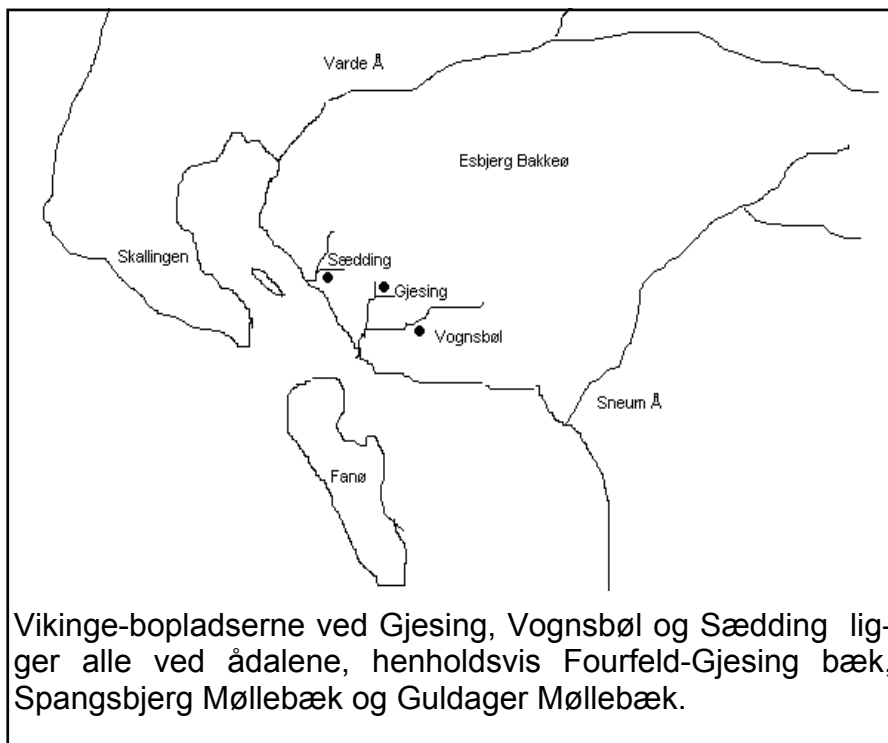 Varde Å
Esbjerg Bakkeø
Skallingen
Sædding
Gjesing
Vognsbøl
Sneum Å
Fanø
Vikinge-bopladserne ved Gjesing, Vognsbøl og Sædding lig-
ger alle ved ådalene, henholdsvis Fourfeld-Gjesing bæk,
Spangsbjerg Møllebæk og Guldager Møllebæk.